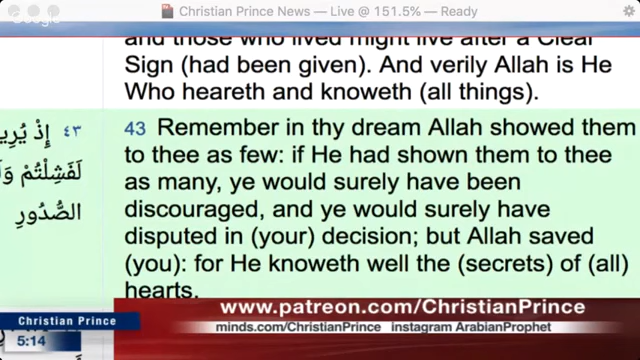 Christian Prince News — Live @ 151.5% — Ready
Google
and those who lived might live after a Clear
Sign (had been given). And verily Allah is He
Who heareth and knoweth (all things).
43 Remember in thy dream Allah showed them
to thee as few: if He had shown them to thee
as many, ye would surely have been
discouraged, and ye would surely have
disputed in (your) decision; but Allah saved
(you): for He knoweth well the (secrets) of (all)
hearts.
٤٣ إِذْ يُرِي
لَفَشِلْتُمْ وَلَ
الصُّدُورِ
www.patreon.com/ChristianPrince
Christian Prince
minds.com/ChristianPrince instagram ArabianProphet
5:14